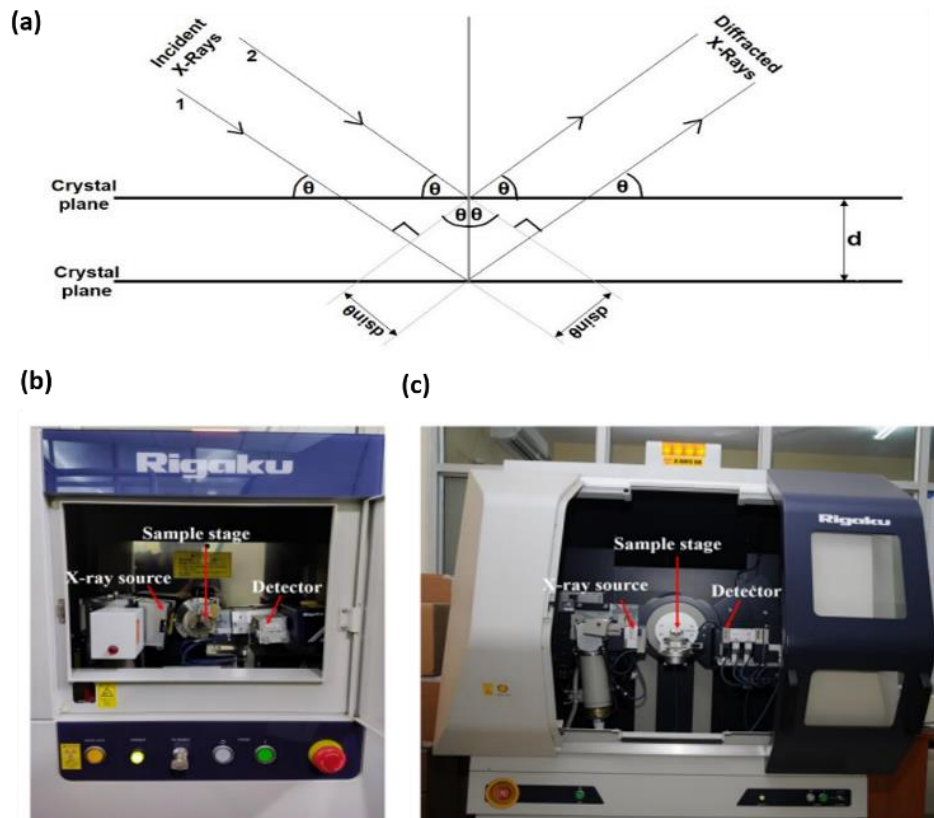 (a)
Incident
X-Rays
2
1
Diffracted
X-Rays
Crystal
plane
θ
θ
θ
θ
θ θ
d
Crystal
plane
dsinθ
dsinθ
(b)
(c)
Rigaku
Sample stage
X-ray source
Detector
Rigaku
Sample stage
X-ray source
Detector